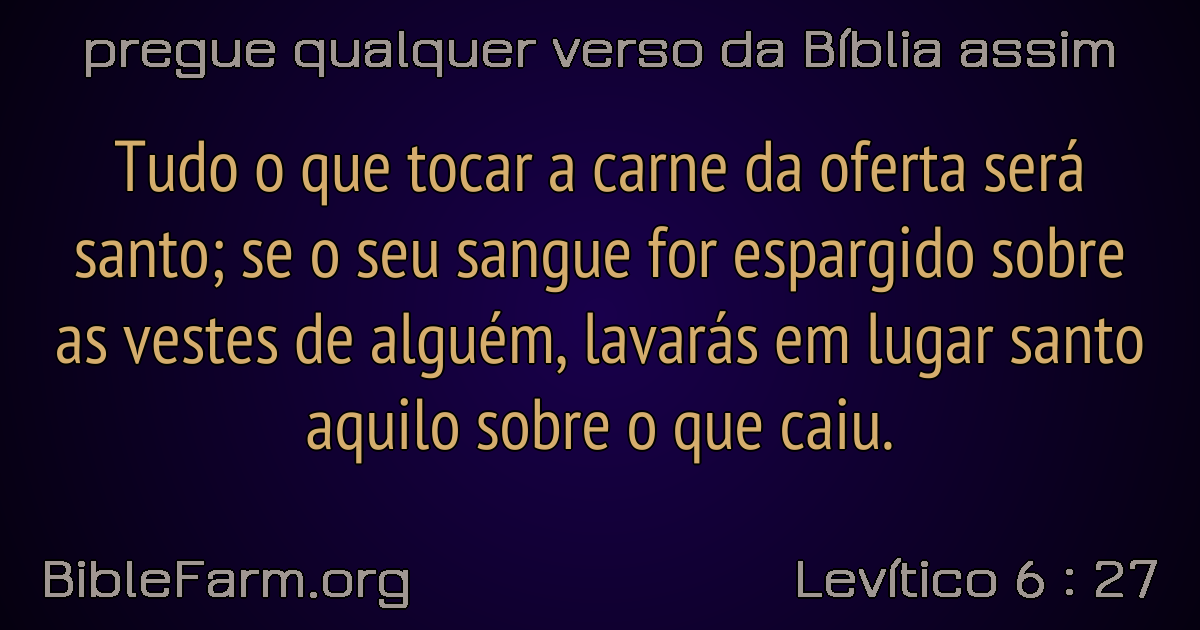 pregue qualquer verso da Bíblia assim
Tudo o que tocar a carne da oferta será
santo; se o seu sangue for espargido sobre
as vestes de alguém, lavarás em lugar santo
aquilo sobre o que caiu.
BibleFarm.org
Levítico 6 : 27